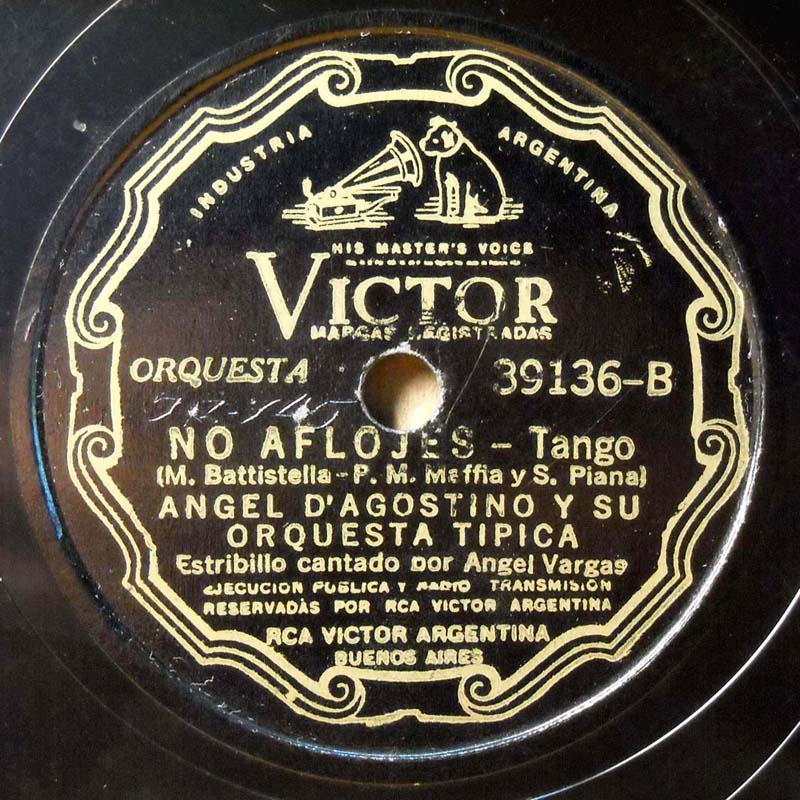 INDUSTRIA ARGENTINA
HIS MASTER'S VOICE
VICTOR
MARCAS REGISTRADAS
ORQUESTA 39136-B
NO AFLOJES - Tango
(M. Battistella - P. M. Maffia y S. Piana)
ANGEL D'AGOSTINO Y SU
ORQUESTA TIPICA
Estribillo cantado por Angel Vargas
EJECUCION PUBLICA Y RADIO TRANSMISION
RESERVADAS POR RCA VICTOR ARGENTINA
RCA VICTOR ARGENTINA
BUENOS AIRES